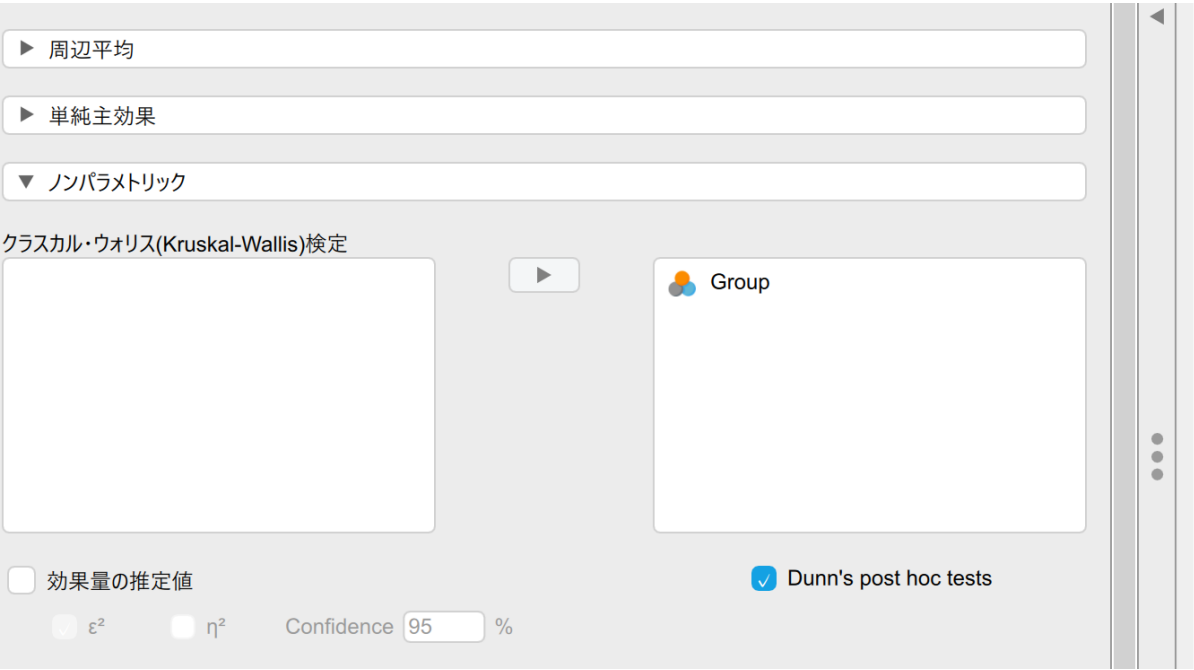 周辺平均
単純主効果
ノンパラメトリック
クラスカル・ウォリス(Kruskal-Wallis)検定
Group
効果量の推定値
Dunn's post hoc tests
ε² η² Confidence 95 %